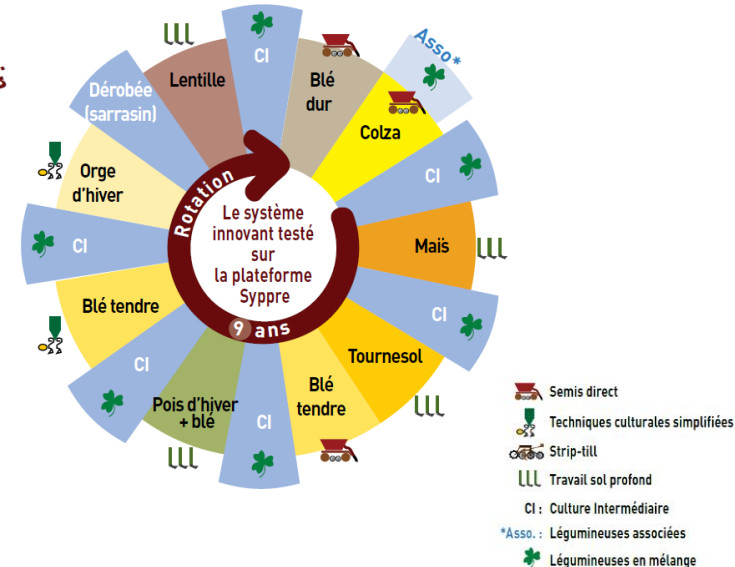 CI
Blé
dur
Asso*
Colza
CI
Maïs
CI
Tournesol
Blé
tendre
CI
Pois d'hiver
+ blé
CI
Blé tendre
CI
Orge
d'hiver
Dérobée
(sarrasin)
Lentille
Rotation
9 ans
Le système
innovant testé
sur
la plateforme
Syppre
Semis direct
Techniques culturales simplifiées
Strip-till
Travail sol profond
CI : Culture Intermédiaire
*Asso. : Légumineuses associées
Légumineuses en mélange